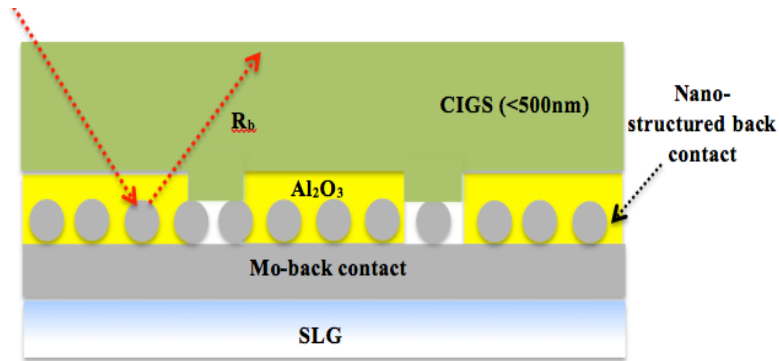 CIGS (<500nm)
Nano-
structured back
contact
Rb
Al2O3
Mo-back contact
SLG